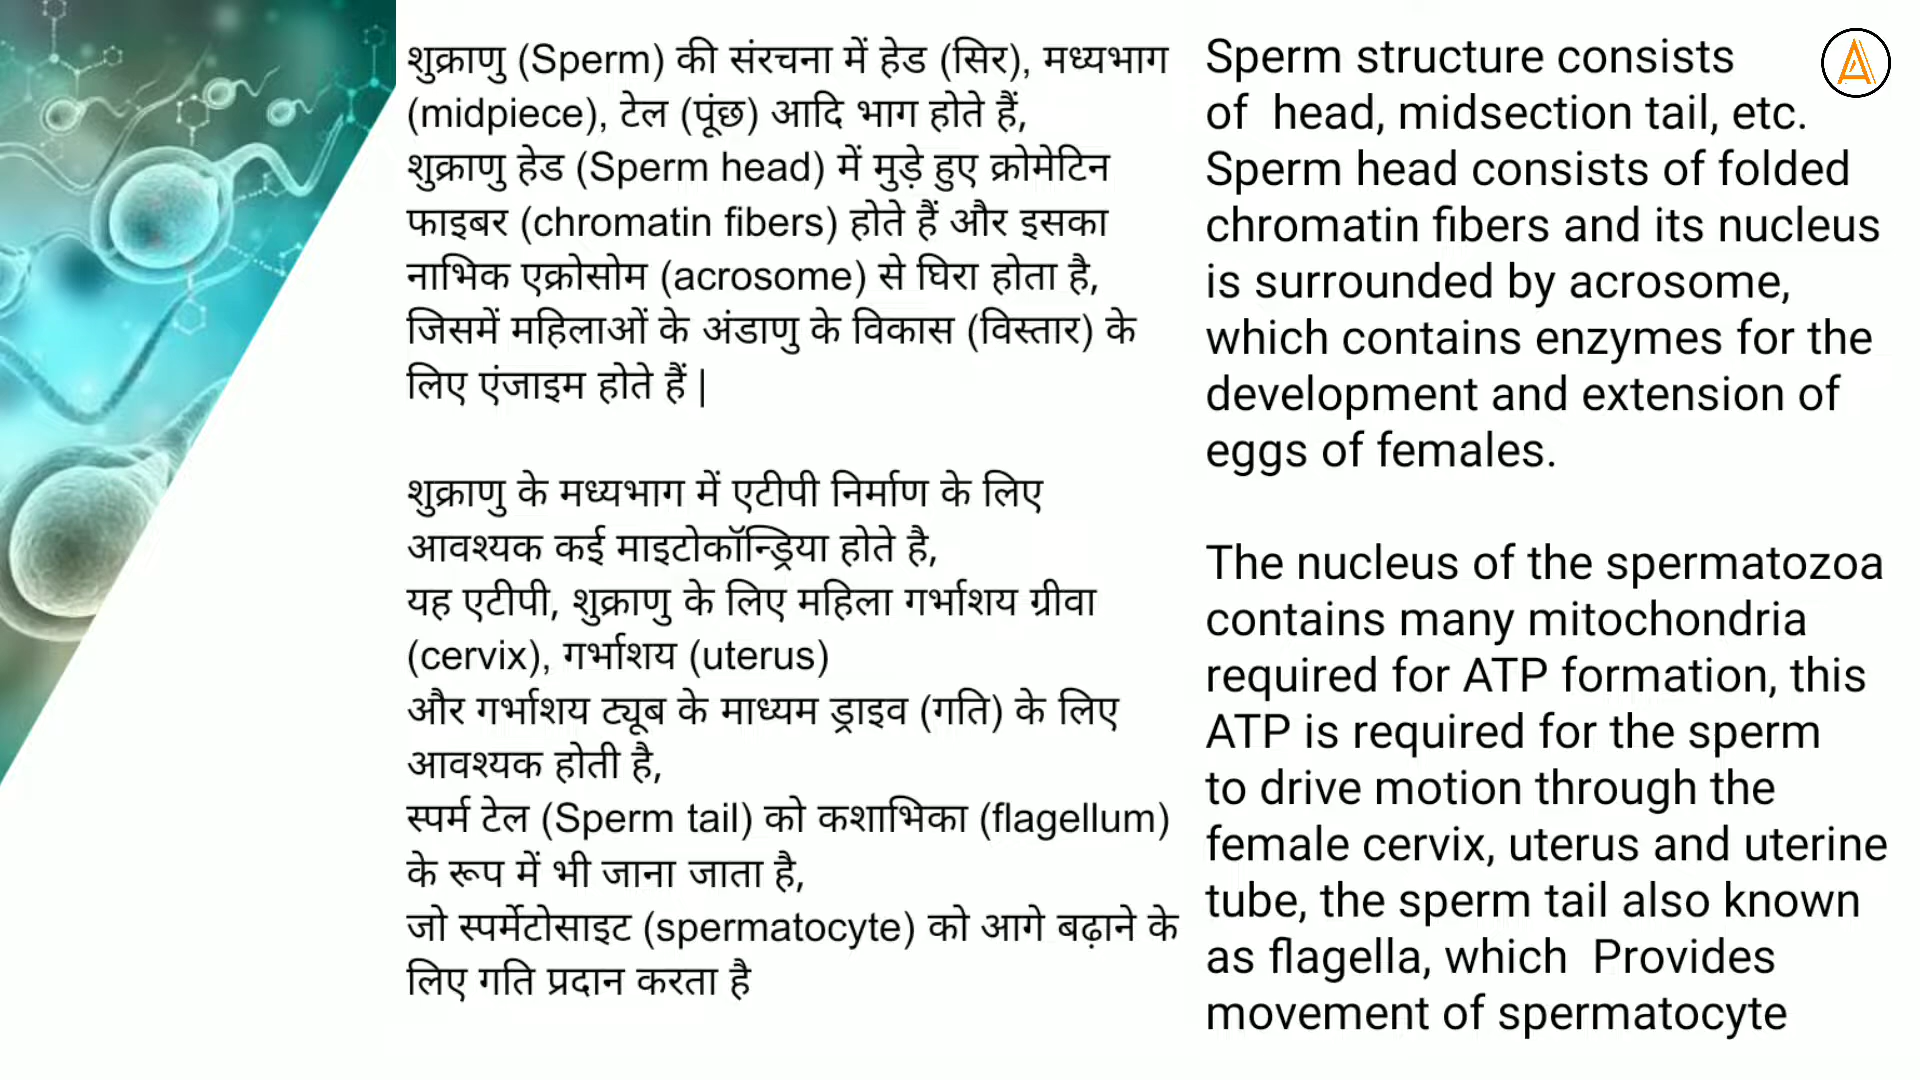 शुक्राणु (Sperm) की संरचना में हेड (सिर), मध्यभाग
(midpiece), टेल (पूंछ) आदि भाग होते हैं,
शुक्राणु हेड (Sperm head) में मुड़े हुए क्रोमेटिन
फाइबर (chromatin fibers) होते हैं और इसका
नाभिक एक्रोसोम (acrosome) से घिरा होता है,
जिसमें महिलाओं के अंडाणु के विकास (विस्तार) के
लिए एंजाइम होते हैं |
शुक्राणु के मध्यभाग में एटीपी निर्माण के लिए
आवश्यक कई माइटोकॉन्ड्रिया होते है,
यह एटीपी, शुक्राणु के लिए महिला गर्भाशय ग्रीवा
(cervix), गर्भाशय (uterus)
और गर्भाशय ट्यूब के माध्यम ड्राइव (गति) के लिए
आवश्यक होती है,
स्पर्म टेल (Sperm tail) को कशाभिका (flagellum)
के रूप में भी जाना जाता है,
जो स्पर्मेटोसाइट (spermatocyte) को आगे बढ़ाने के
लिए गति प्रदान करता है
Sperm structure consists
of  head, midsection tail, etc.
Sperm head consists of folded
chromatin fibers and its nucleus
is surrounded by acrosome,
which contains enzymes for the
development and extension of
eggs of females.
The nucleus of the spermatozoa
contains many mitochondria
required for ATP formation, this
ATP is required for the sperm
to drive motion through the
female cervix, uterus and uterine
tube, the sperm tail also known
as flagella, which  Provides
movement of spermatocyte